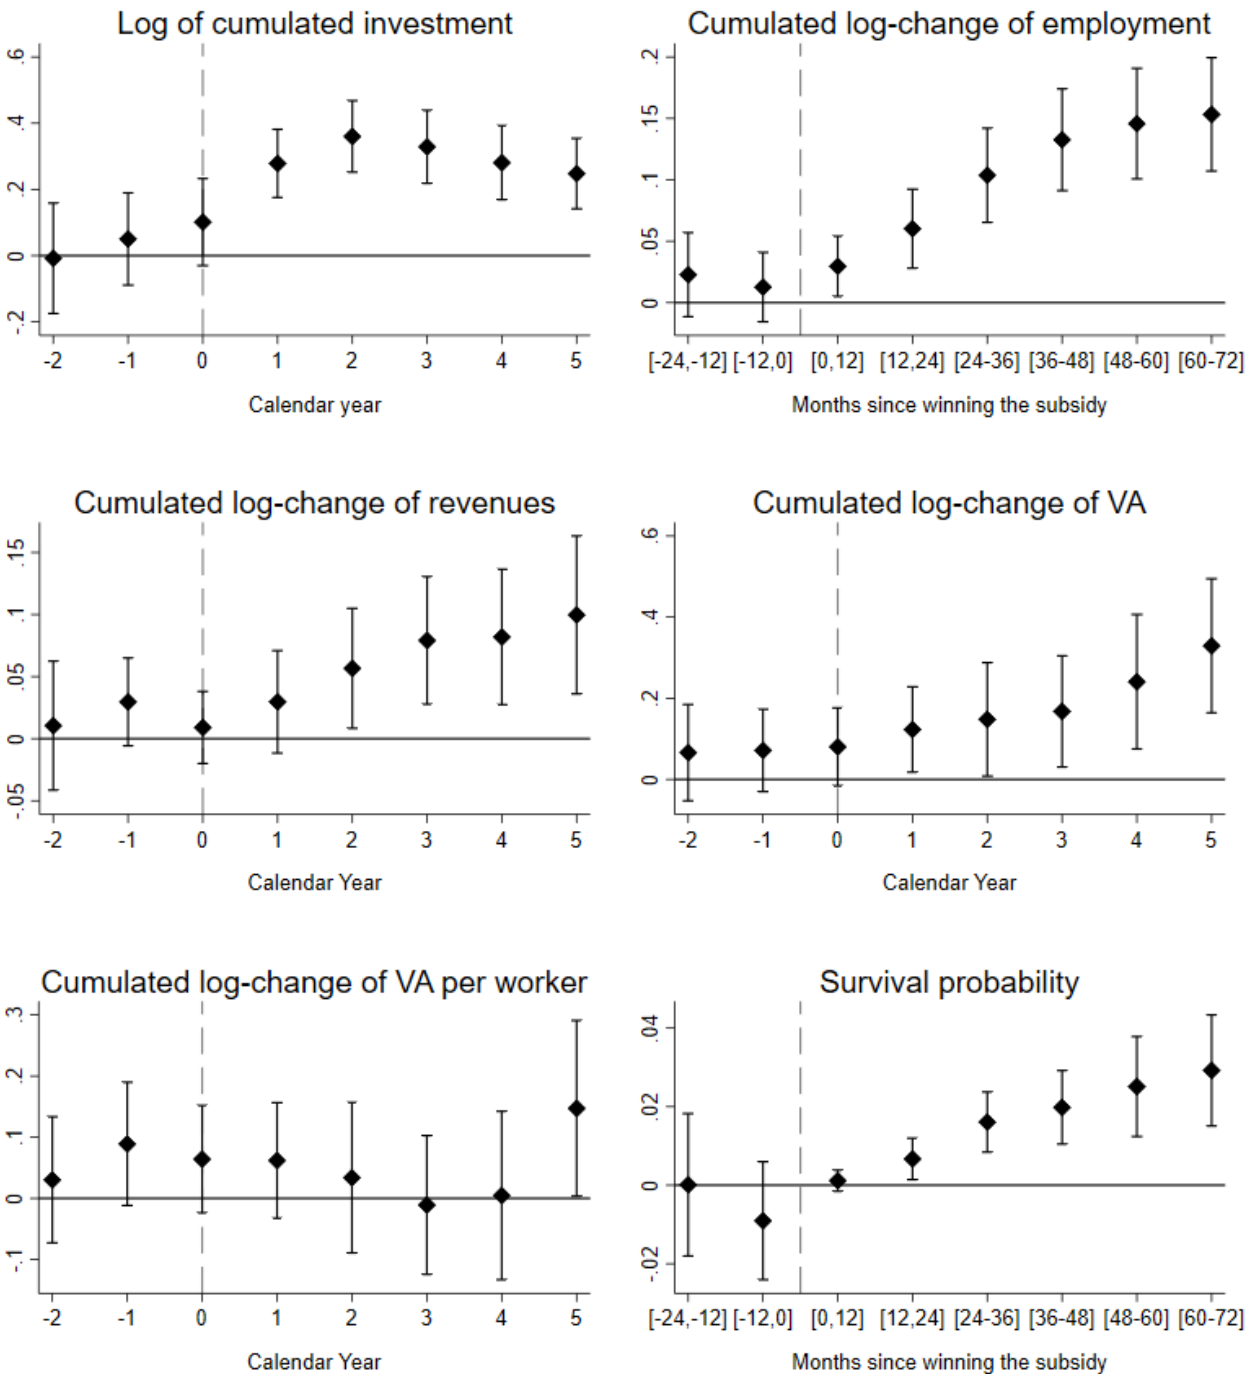 Log of cumulated investment
.6
.4
.2
0
-.2
-2 -1 0 1 2 3 4 5
Calendar year
Cumulated log-change of employment
.2
.15
.1
.05
0
[-24,-12] [-12,0] [0,12] [12,24] [24-36] [36-48] [48-60] [60-72]
Months since winning the subsidy
Cumulated log-change of revenues
.15
.1
.05
0
-.05
-2 -1 0 1 2 3 4 5
Calendar Year
Cumulated log-change of VA
.6
.4
.2
0
-2 -1 0 1 2 3 4 5
Calendar Year
Cumulated log-change of VA per worker
.3
.2
.1
0
-.1
-2 -1 0 1 2 3 4 5
Calendar Year
Survival probability
.04
.02
0
-.02
[-24,-12] [-12,0] [0,12] [12,24] [24-36] [36-48] [48-60] [60-72]
Months since winning the subsidy